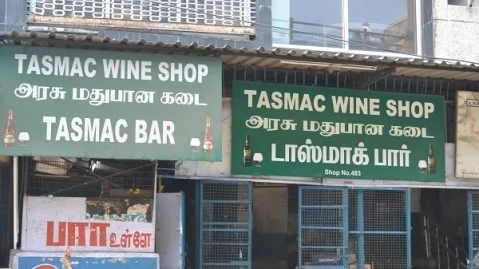 TASMAC WINE SHOP
அரசு மதுபான கடை
TASMAC BAR
TASMAC WINE SHOP
அரசு மதுபான கடை
டாஸ்மாக் பார்
Shop No.483
பார் உள்ளே